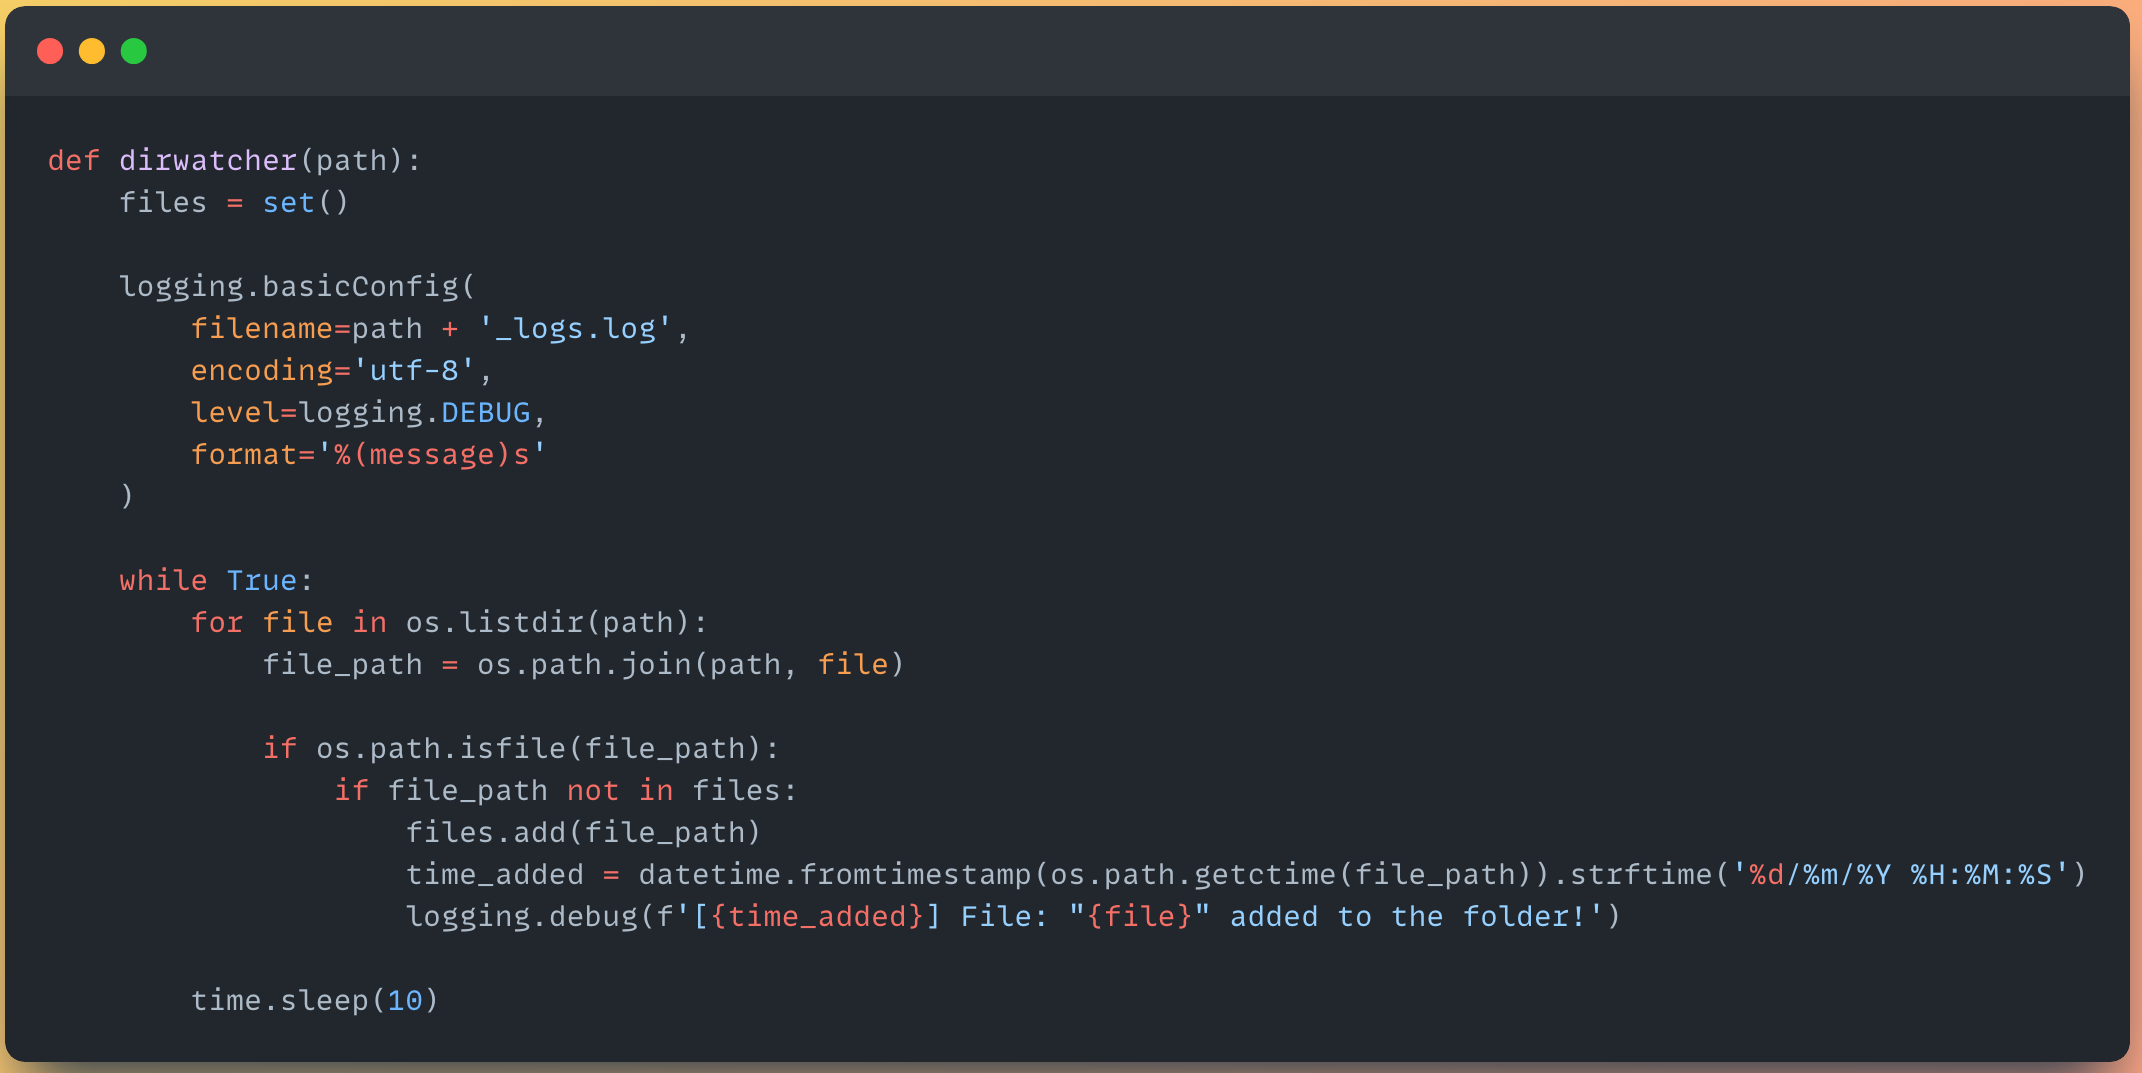 def dirwatcher(path):
    files = set()

    logging.basicConfig(
        filename=path + '_logs.log',
        encoding='utf-8',
        level=logging.DEBUG,
        format='%(message)s'
    )

    while True:
        for file in os.listdir(path):
            file_path = os.path.join(path, file)

            if os.path.isfile(file_path):
                if file_path not in files:
                    files.add(file_path)
                    time_added = datetime.fromtimestamp(os.path.getctime(file_path)).strftime('%d/%m/%Y %H:%M:%S')
                    logging.debug(f'[{time_added}] File: "{file}" added to the folder!')

        time.sleep(10)